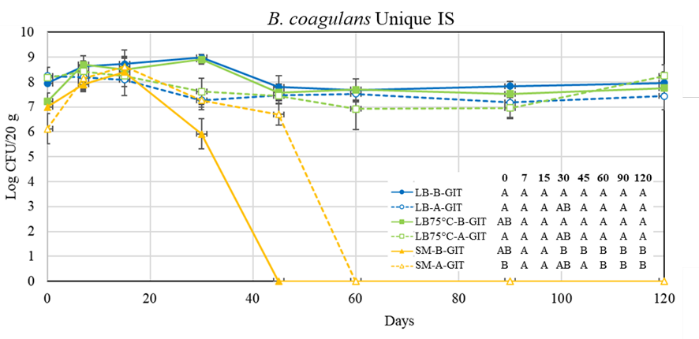 B. coagulans Unique IS
10
9
8
7
6
5
4
3
2
1
0
Log CFU/20 g
0 7 15 30 45 60 90 120
LB-B-GIT A A A A A A A A
LB-A-GIT A A A AB A A A A
LB75°C-B-GIT AB A A A A A A A
LB75°C-A-GIT A A A AB A A A A
SM-B-GIT AB A A B B B B B
SM-A-GIT B A A AB A B B B
0 20 40 60 80 100 120
Days